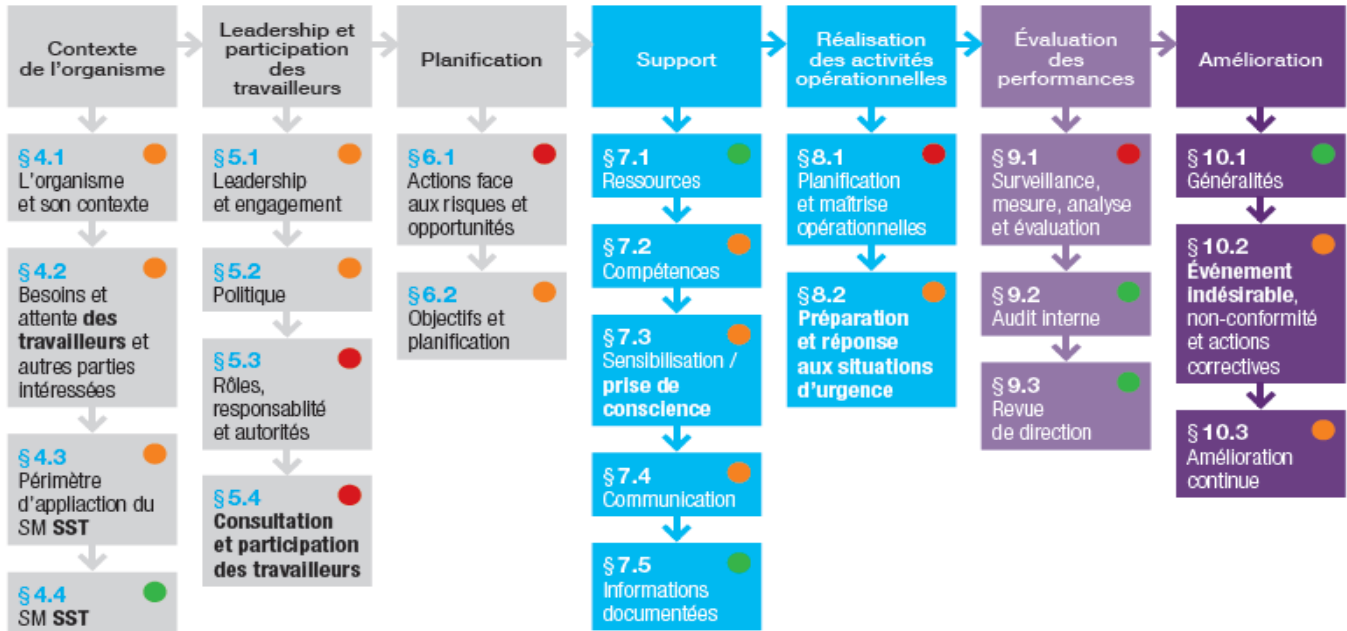 Contexte
de l'organisme
Leadership et
participation
des
travailleurs
Planification
Support
Réalisation
des activités
opérationnelles
Évaluation
des
performances
Amélioration
§ 4.1
L'organisme
et son contexte
§ 4.2
Besoins et
attente des
travailleurs et
autres parties
intéressées
§ 4.3
Périmètre
d'appliaction du
SM SST
§ 4.4
SM SST
§ 5.1
Leadership
et engagement
§ 5.2
Politique
§ 5.3
Rôles,
responsablité
et autorités
§ 5.4
Consultation
et participation
des travailleurs
§ 6.1
Actions face
aux risques et
opportunités
§ 6.2
Objectifs et
planification
§ 7.1
Ressources
§ 7.2
Compétences
§ 7.3
Sensibilisation /
prise de
conscience
§ 7.4
Communication
§ 7.5
Informations
documentées
§ 8.1
Planification
et maîtrise
opérationnelles
§ 8.2
Préparation
et réponse
aux situations
d'urgence
§ 9.1
Surveillance,
mesure, analyse
et évaluation
§ 9.2
Audit interne
§ 9.3
Revue
de direction
§ 10.1
Généralités
§ 10.2
Événement
indésirable,
non-conformité
et actions
correctives
§ 10.3
Amélioration
continue